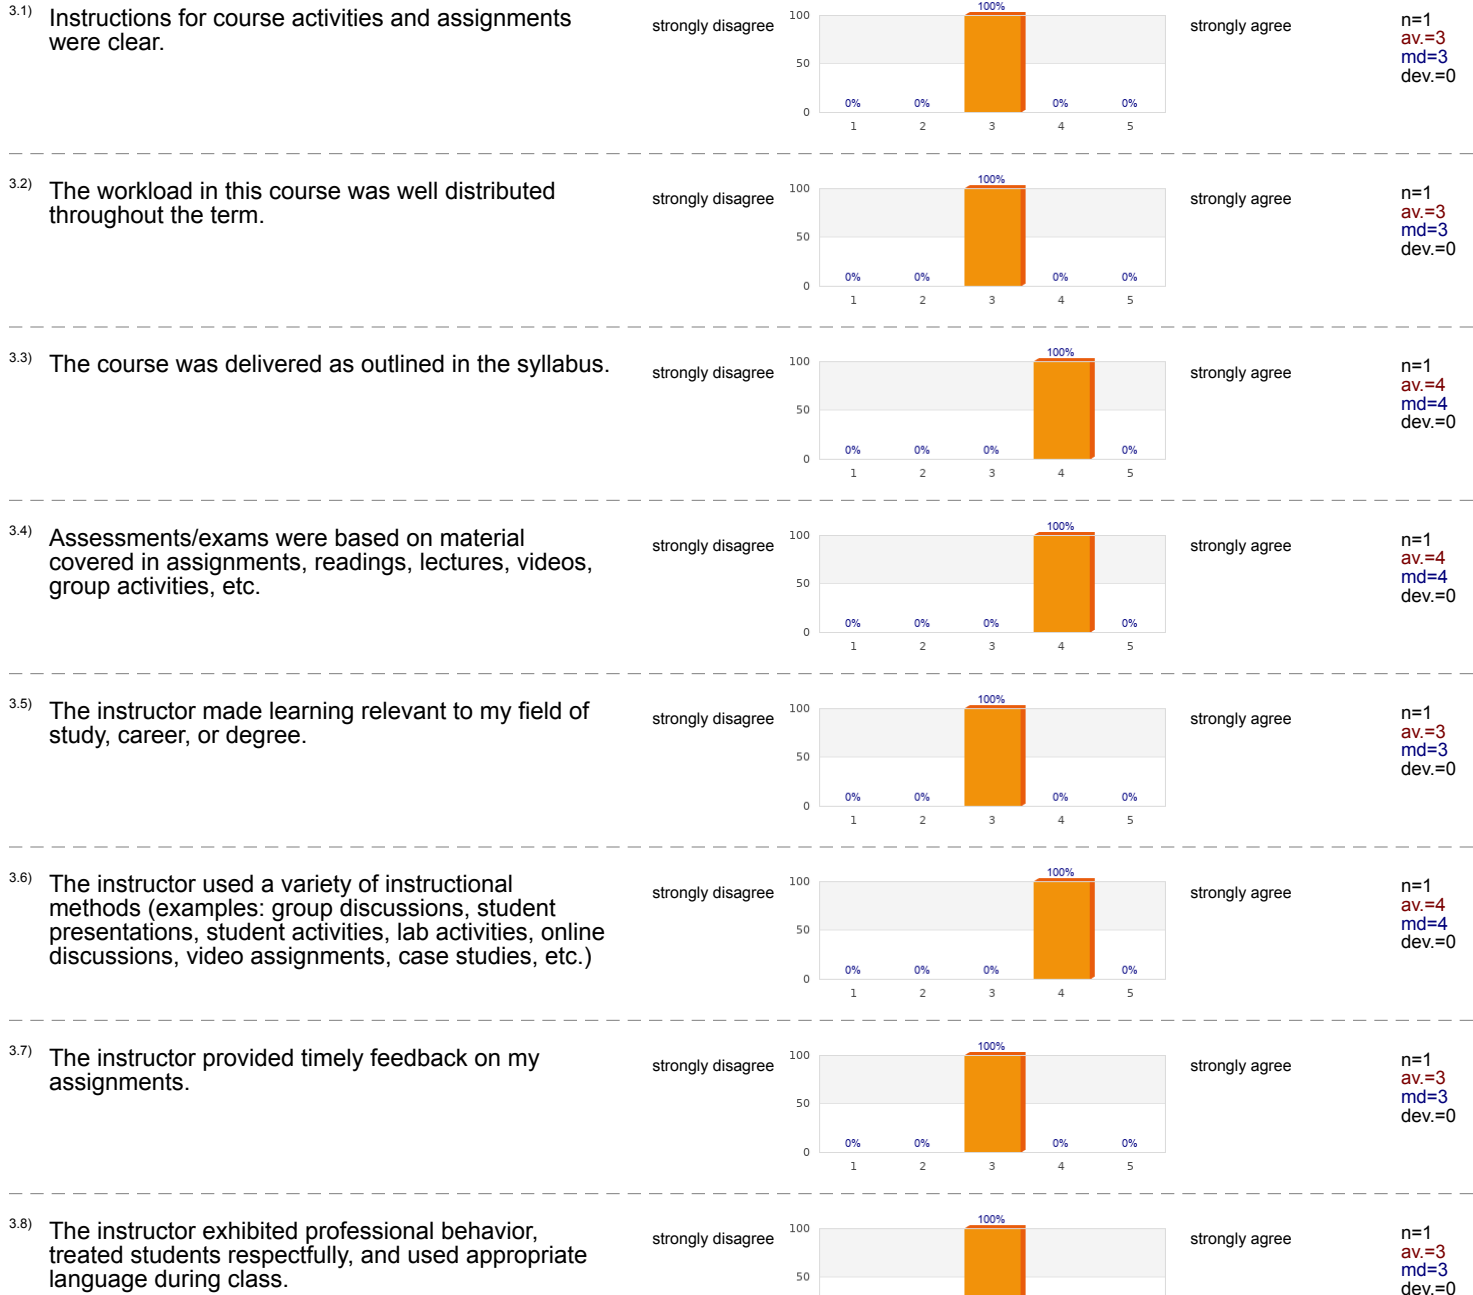 3.1) Instructions for course activities and assignments
were clear.
strongly disagree
100
50
0
100%
0% 0% 0% 0%
1 2 3 4 5
strongly agree
n=1
av.=3
md=3
dev.=0
3.2) The workload in this course was well distributed
throughout the term.
strongly disagree
100
50
0
100%
0% 0% 0% 0%
1 2 3 4 5
strongly agree
n=1
av.=3
md=3
dev.=0
3.3) The course was delivered as outlined in the syllabus.
strongly disagree
100
50
0
100%
0% 0% 0% 0%
1 2 3 4 5
strongly agree
n=1
av.=4
md=4
dev.=0
3.4) Assessments/exams were based on material
covered in assignments, readings, lectures, videos,
group activities, etc.
strongly disagree
100
50
0
100%
0% 0% 0% 0%
1 2 3 4 5
strongly agree
n=1
av.=4
md=4
dev.=0
3.5) The instructor made learning relevant to my field of
study, career, or degree.
strongly disagree
100
50
0
100%
0% 0% 0% 0%
1 2 3 4 5
strongly agree
n=1
av.=3
md=3
dev.=0
3.6) The instructor used a variety of instructional
methods (examples: group discussions, student
presentations, student activities, lab activities, online
discussions, video assignments, case studies, etc.)
strongly disagree
100
50
0
100%
0% 0% 0% 0%
1 2 3 4 5
strongly agree
n=1
av.=4
md=4
dev.=0
3.7) The instructor provided timely feedback on my
assignments.
strongly disagree
100
50
0
100%
0% 0% 0% 0%
1 2 3 4 5
strongly agree
n=1
av.=3
md=3
dev.=0
3.8) The instructor exhibited professional behavior,
treated students respectfully, and used appropriate
language during class.
strongly disagree
100
50
100%
strongly agree
n=1
av.=3
md=3
dev.=0